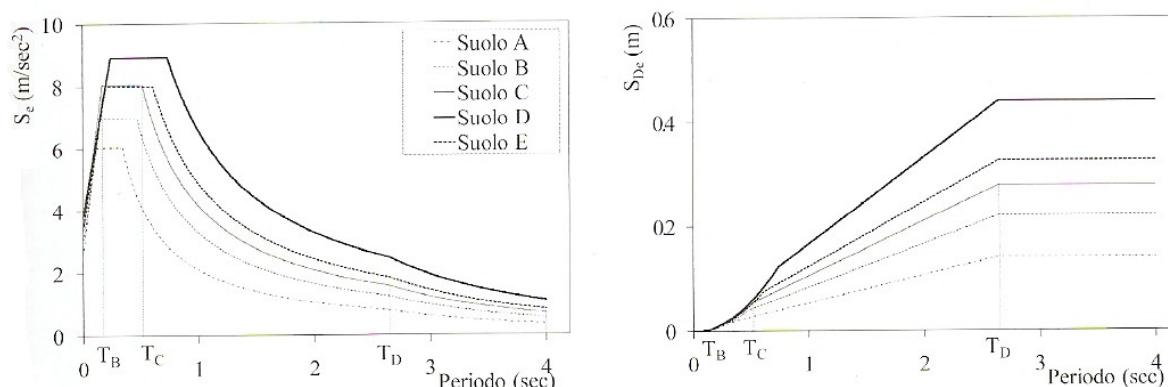 S_e (m/sec²)
10
8
6
4
2
0
Suolo A
Suolo B
Suolo C
Suolo D
Suolo E
0
T_B
T_C
1
2
T_D
3
4
Periodo (sec)
S_De (m)
0.6
0.4
0.2
0
0
T_B
T_C
1
2
T_D
3
4
Periodo (sec)